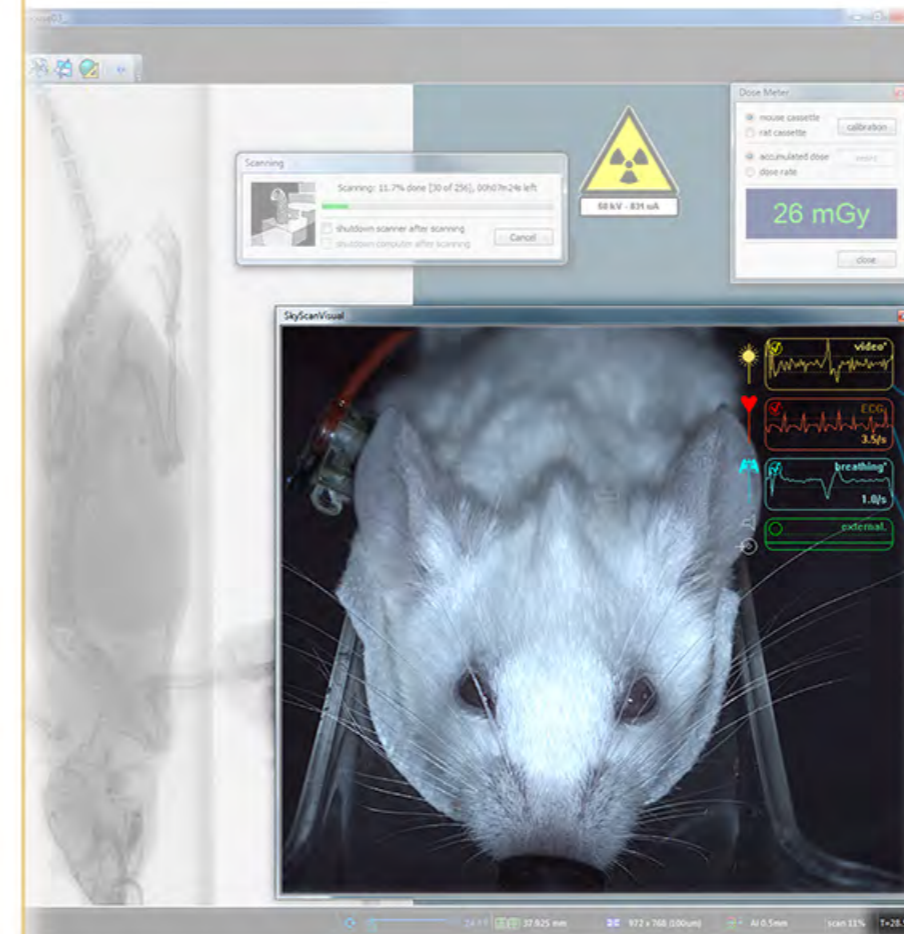 Dose Meter
mouse cassette
calibration
rat cassette
accumulated dose
dose rate
26 mGy
close
Scanning
Scanning: 11.7% done [30 of 256], 00h07m24s left
shutdown scanner after scanning
shutdown computer after scanning
Cancel
60 kV - 831 uA
SkyScanVisual
video*
ECG
3.5/s
breathing*
1.0/s
external.
37.925 mm
972 x 768 (100um)
Al 0.5mm
scan 11%
T=28.5